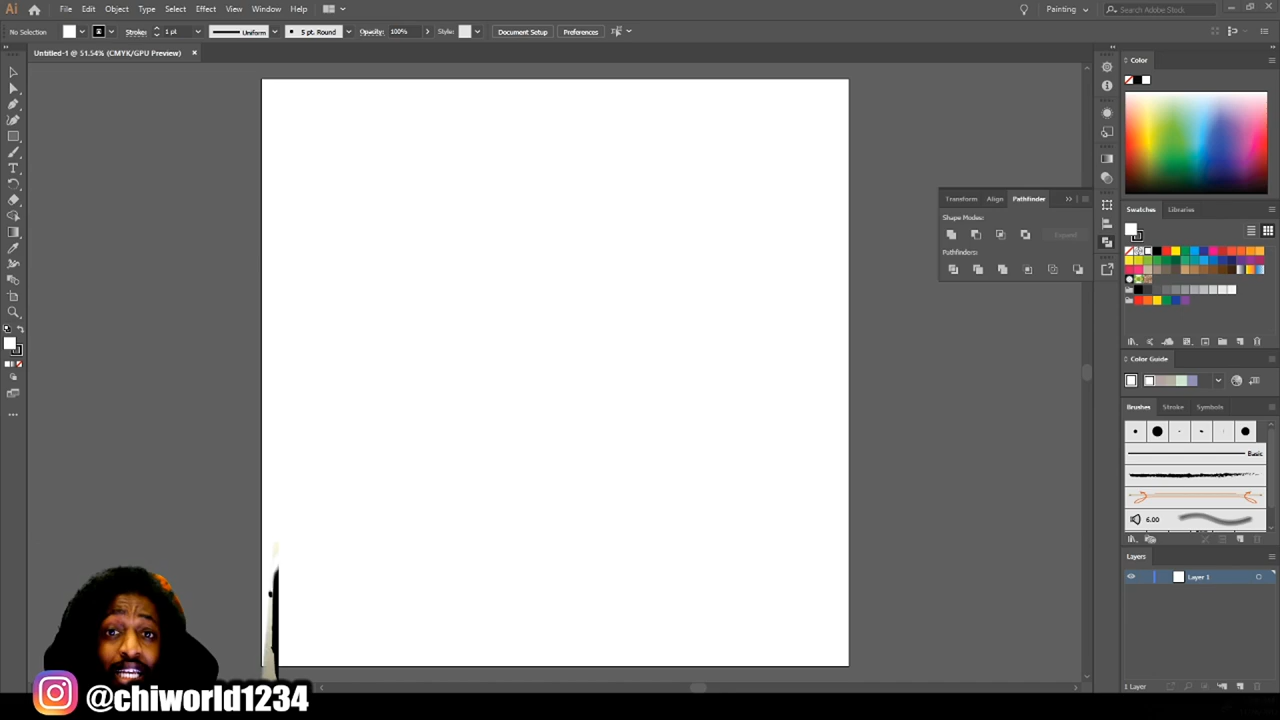 Ai File Edit Object Type Select Effect View Window Help Painting Search Adobe Stock
No Selection Stroke: 1 pt Uniform 5 pt. Round Opacity: 100% Style: Document Setup Preferences
Untitled-1 @ 51.54% (CMYK/GPU Preview) ×
Color
Transform Align Pathfinder
Shape Modes:
Expand
Pathfinders:
Swatches Libraries
Color Guide
Brushes Stroke Symbols
Basic
6.00
Layers
Layer 1
1 Layer
@chiworld1234